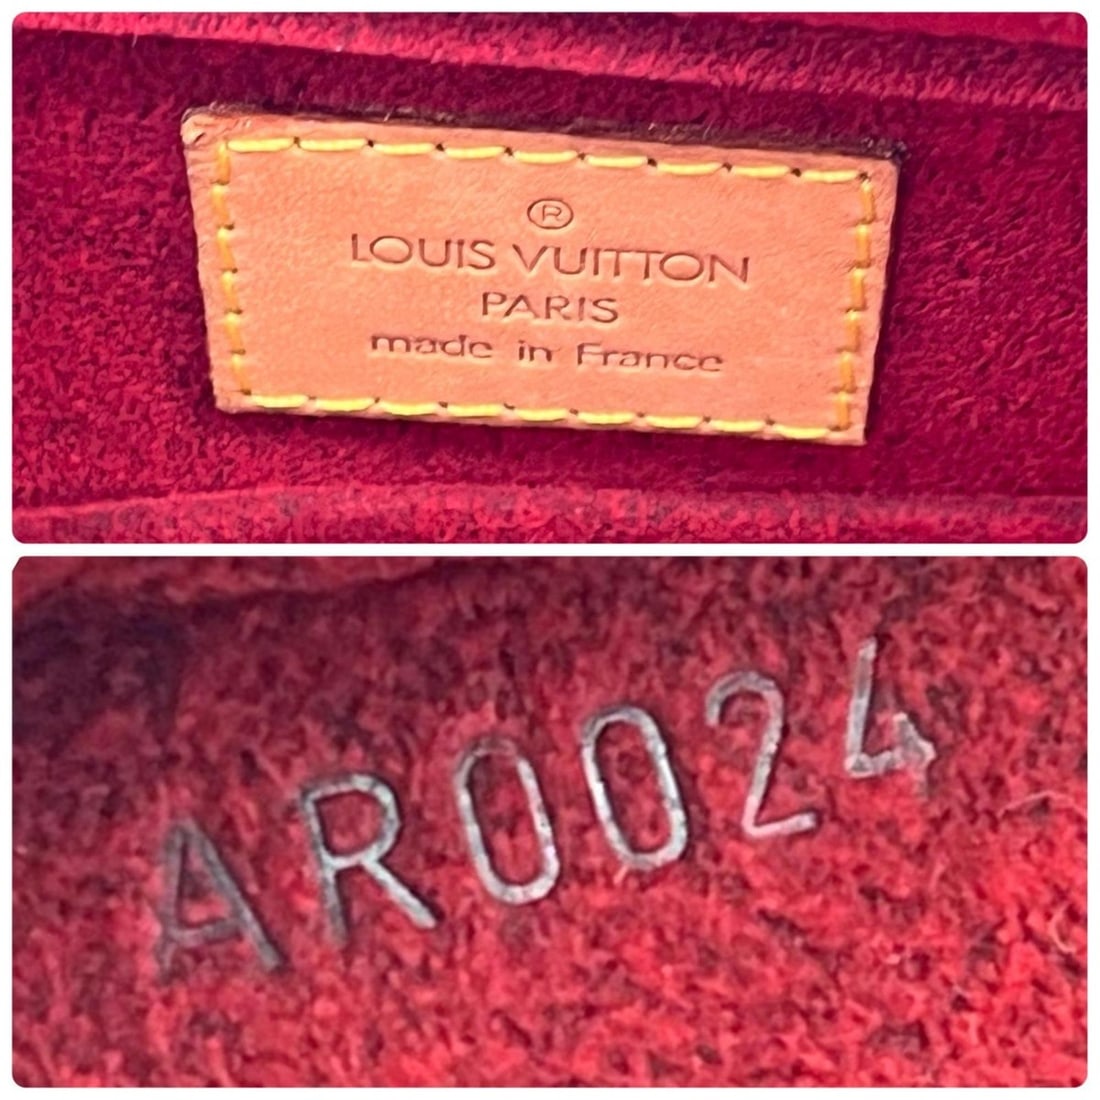 ®
LOUIS VUITTON
PARIS
made in France
AR0024